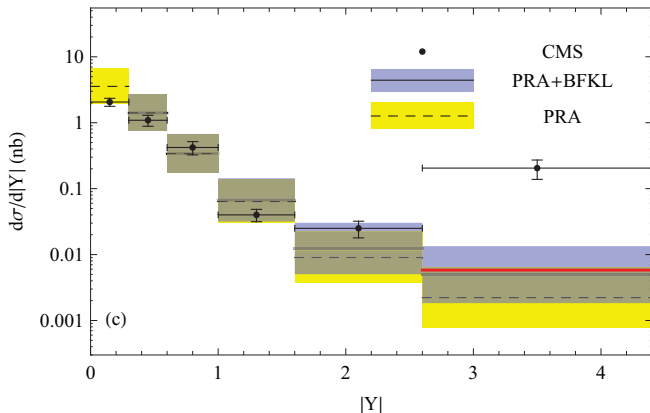 CMS
PRA+BFKL
PRA
10
1
0.1
0.01
0.001
dσ/d|Y| (nb)
(c)
0 1 2 3 4
|Y|